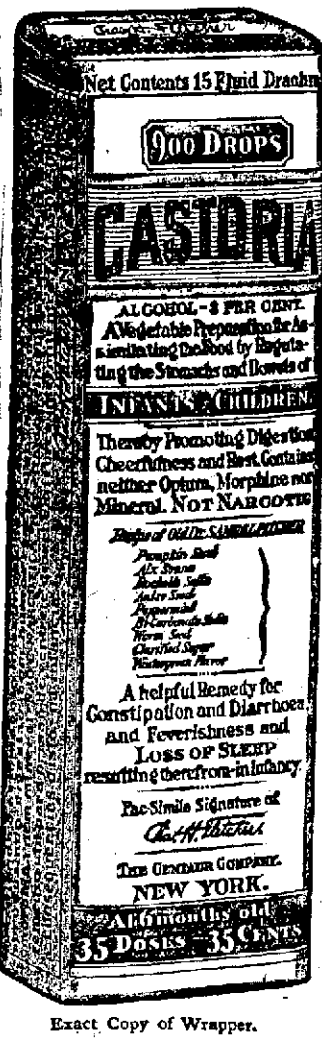 Net Contents 15 Fluid Drachm
900 DROPS
CASTORIA
ALCOHOL-3 PER CENT.
A Vegetable Preparation for As-
similating the Food by Regula-
ting the Stomachs and Bowels of
INFANTS & CHILDREN
Thereby Promoting Digestion
Cheerfulness and Rest. Contains
neither Opium, Morphine nor
Mineral. NOT NARCOTIC
Recipe of Old Dr. SAMUEL PITCHER
Pumpkin Seed
Alx Senna
Rochelle Salts
Anise Seed
Peppermint
Bi-Carbonate Soda
Worm Seed
Clarified Sugar
Wintergreen Flavor
A helpful Remedy for
Constipation and Diarrhoea
and Feverishness and
LOSS OF SLEEP
resulting therefrom-in Infancy.
Fac-Simile Signature of
Chas. H. Fletcher.
THE CENTAUR COMPANY.
NEW YORK.
At 6 months old
35 DOSES - 35 CENTS
Exact Copy of Wrapper.